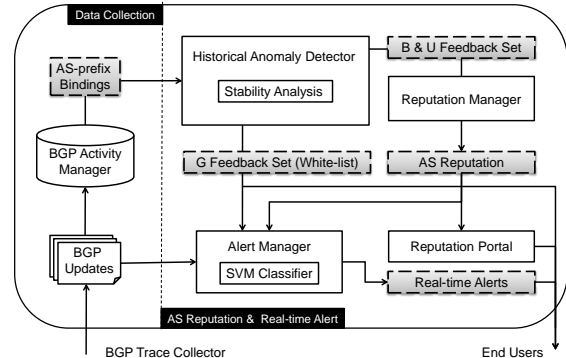 Data Collection
Historical Anomaly Detector
Stability Analysis
B & U Feedback Set
AS-prefix
Bindings
Reputation Manager
BGP Activity
Manager
G Feedback Set (White-list)
AS Reputation
BGP
Updates
Alert Manager
SVM Classifier
Reputation Portal
Real-time Alerts
AS Reputation & Real-time Alert
BGP Trace Collector
End Users